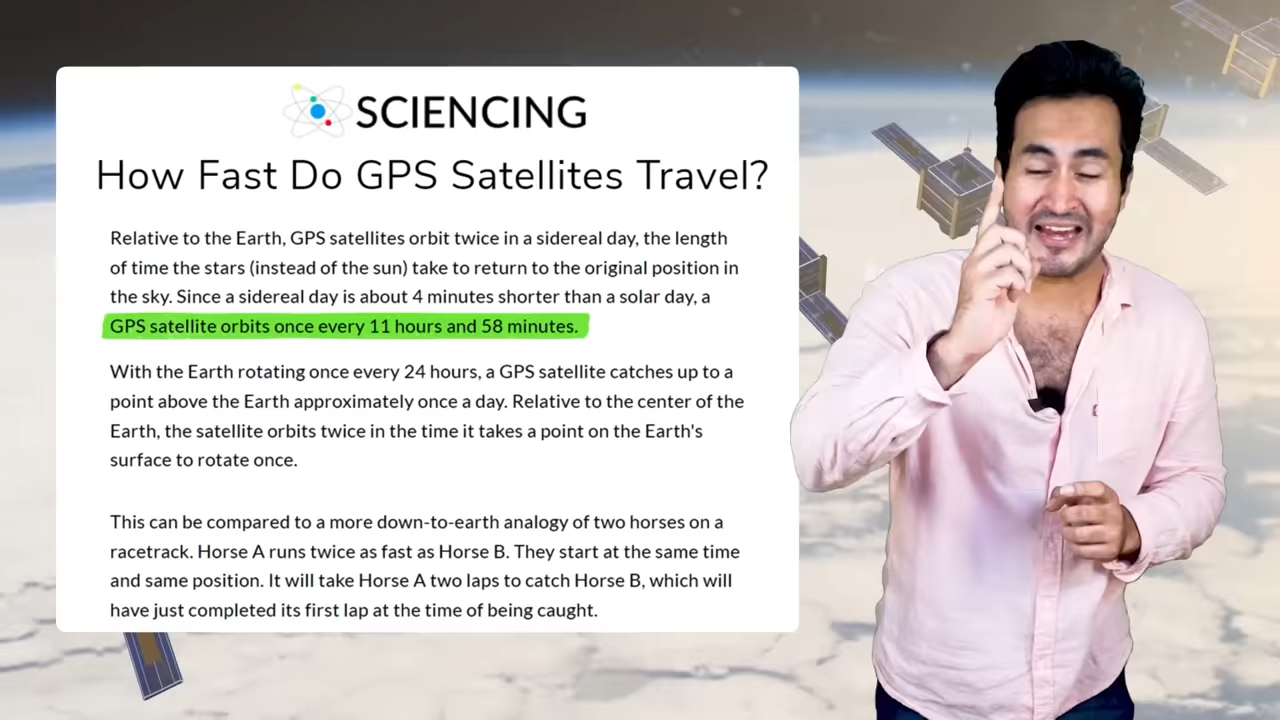 SCIENCING
How Fast Do GPS Satellites Travel?
Relative to the Earth, GPS satellites orbit twice in a sidereal day, the length
of time the stars (instead of the sun) take to return to the original position in
the sky. Since a sidereal day is about 4 minutes shorter than a solar day, a
GPS satellite orbits once every 11 hours and 58 minutes.
With the Earth rotating once every 24 hours, a GPS satellite catches up to a
point above the Earth approximately once a day. Relative to the center of the
Earth, the satellite orbits twice in the time it takes a point on the Earth's
surface to rotate once.
This can be compared to a more down-to-earth analogy of two horses on a
racetrack. Horse A runs twice as fast as Horse B. They start at the same time
and same position. It will take Horse A two laps to catch Horse B, which will
have just completed its first lap at the time of being caught.